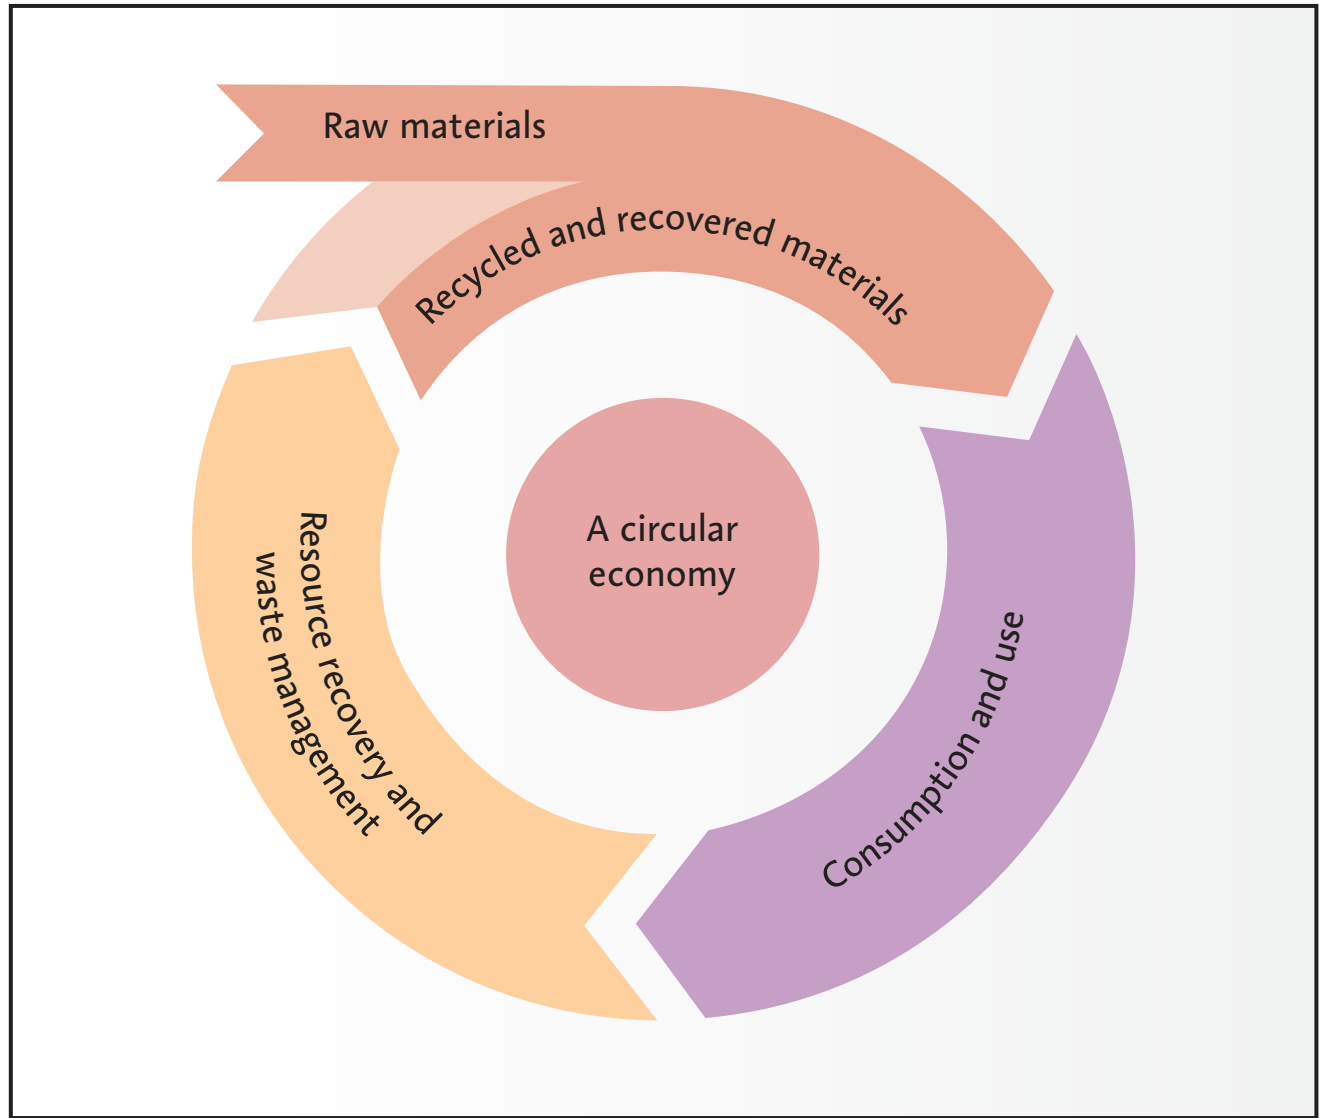 Raw materials
Recycled and recovered materials
A circular
economy
Consumption and use
Resource recovery and
waste management